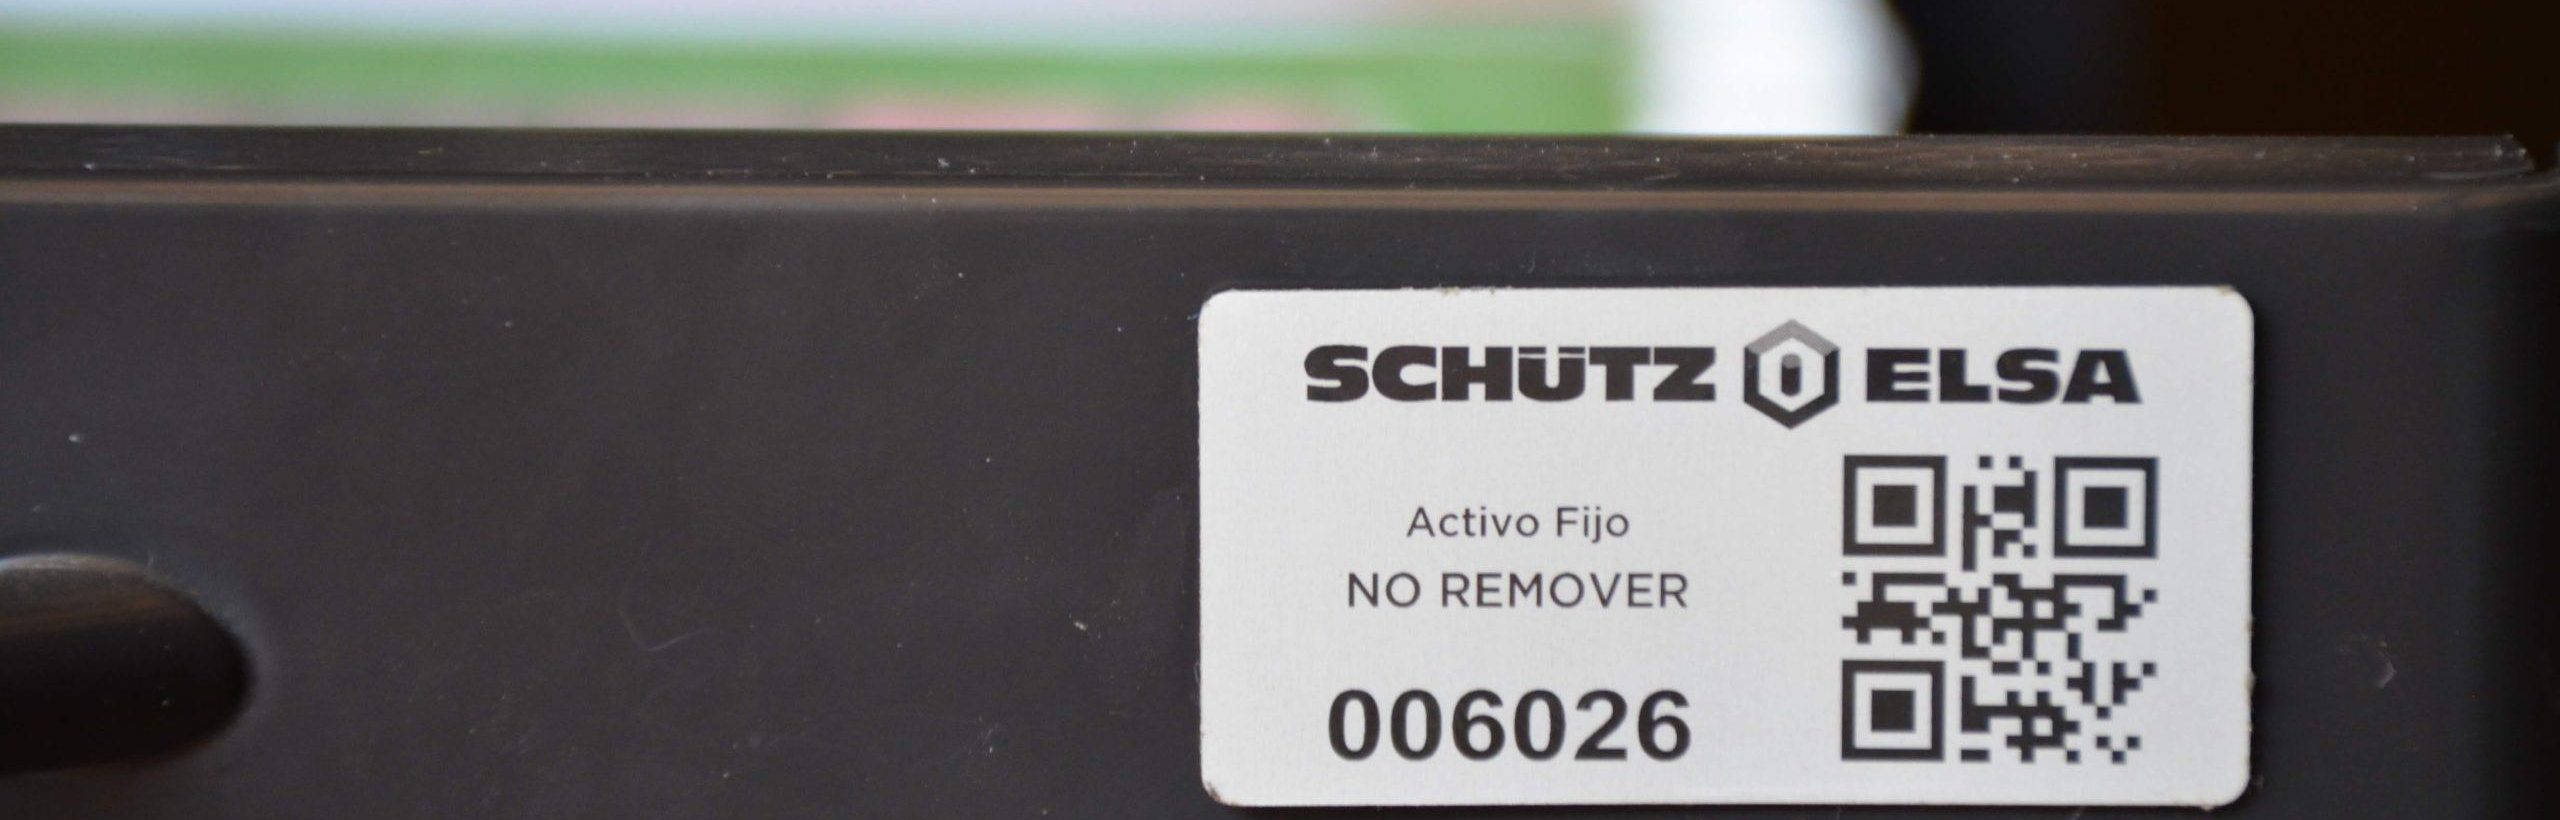 SCHÜTZ ELSA
Activo Fijo
NO REMOVER
006026